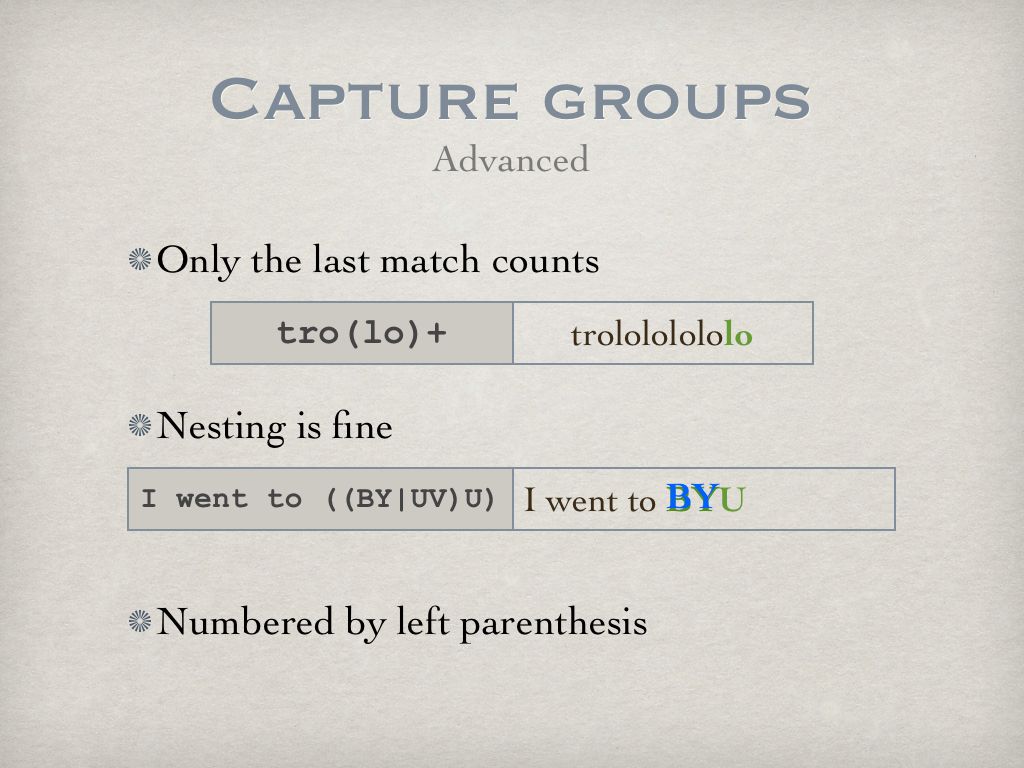 CAPTURE GROUPS
Advanced
Only the last match counts
tro(lo)+ trololololololo
Nesting is fine
I went to ((BY|UV)U) I went to BYU
Numbered by left parenthesis